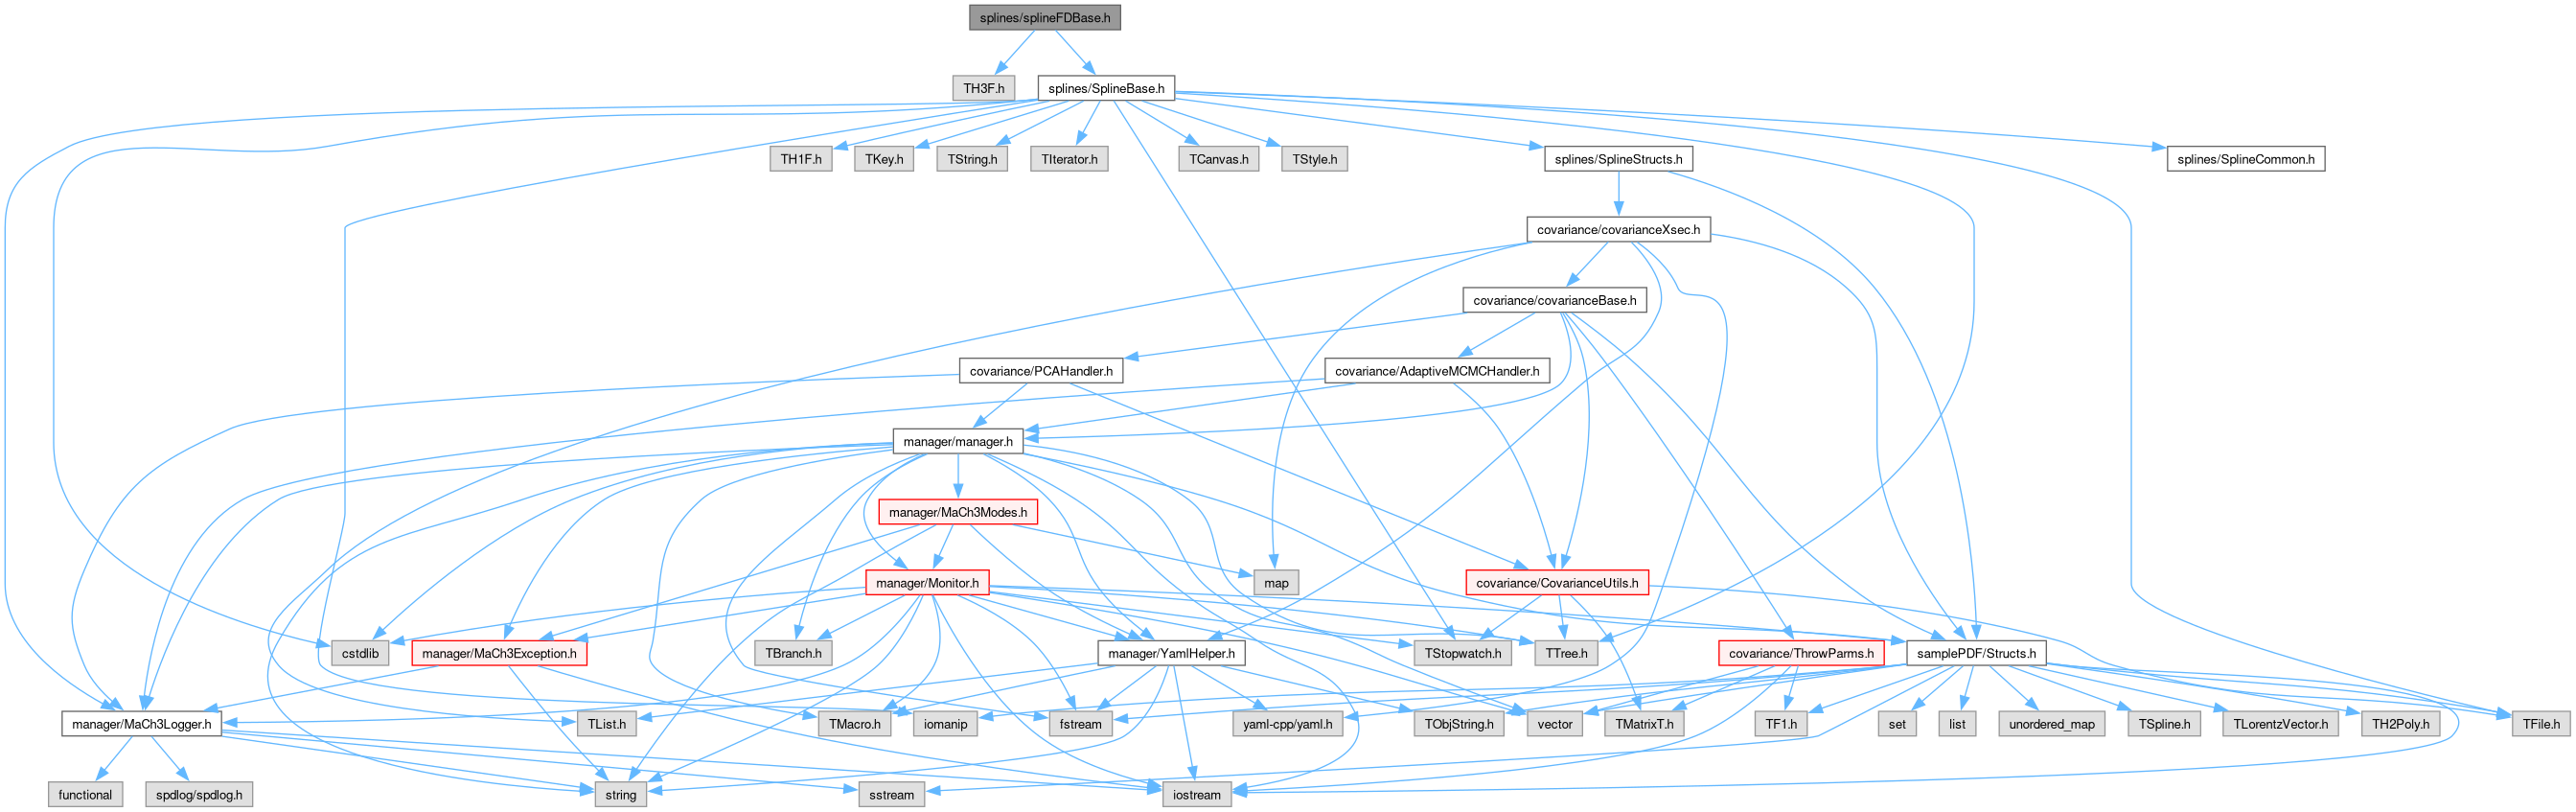 splines/splineFDBase.h
TH3F.h
splines/SplineBase.h
TH1F.h
TKey.h
TString.h
TIterator.h
TCanvas.h
TStyle.h
splines/SplineStructs.h
splines/SplineCommon.h
covariance/covarianceXsec.h
covariance/covarianceBase.h
covariance/PCAHandler.h
covariance/AdaptiveMCMCHandler.h
manager/manager.h
manager/MaCh3Modes.h
manager/Monitor.h
map
covariance/CovarianceUtils.h
cstdlib
manager/MaCh3Exception.h
TBranch.h
manager/YamlHelper.h
TStopwatch.h
TTree.h
covariance/ThrowParms.h
samplePDF/Structs.h
manager/MaCh3Logger.h
TList.h
TMacro.h
iomanip
fstream
yaml-cpp/yaml.h
TObjString.h
vector
TMatrixT.h
TF1.h
set
list
unordered_map
TSpline.h
TLorentzVector.h
TH2Poly.h
TFile.h
functional
spdlog/spdlog.h
string
sstream
iostream